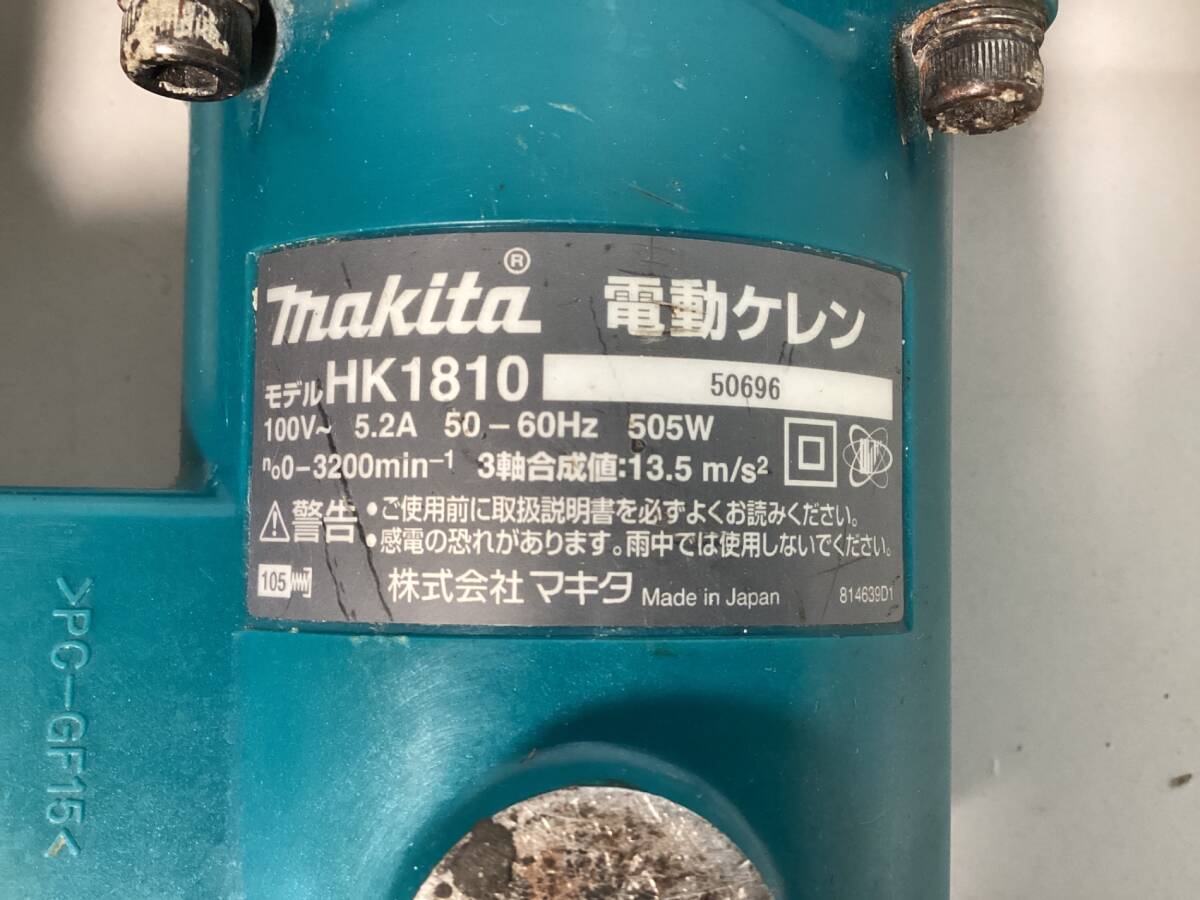 makita® 電動ケレン
モデル HK1810 50696
100V~ 5.2A 50-60Hz 505W
n₀0-3200min⁻¹ 3軸合成値:13.5 m/s²
⚠警告 •ご使用前に取扱説明書を必ずよくお読みください。
•感電の恐れがあります。雨中では使用しないでください。
105 株式会社 マキタ Made in Japan 814639D1
>PC-GF15<